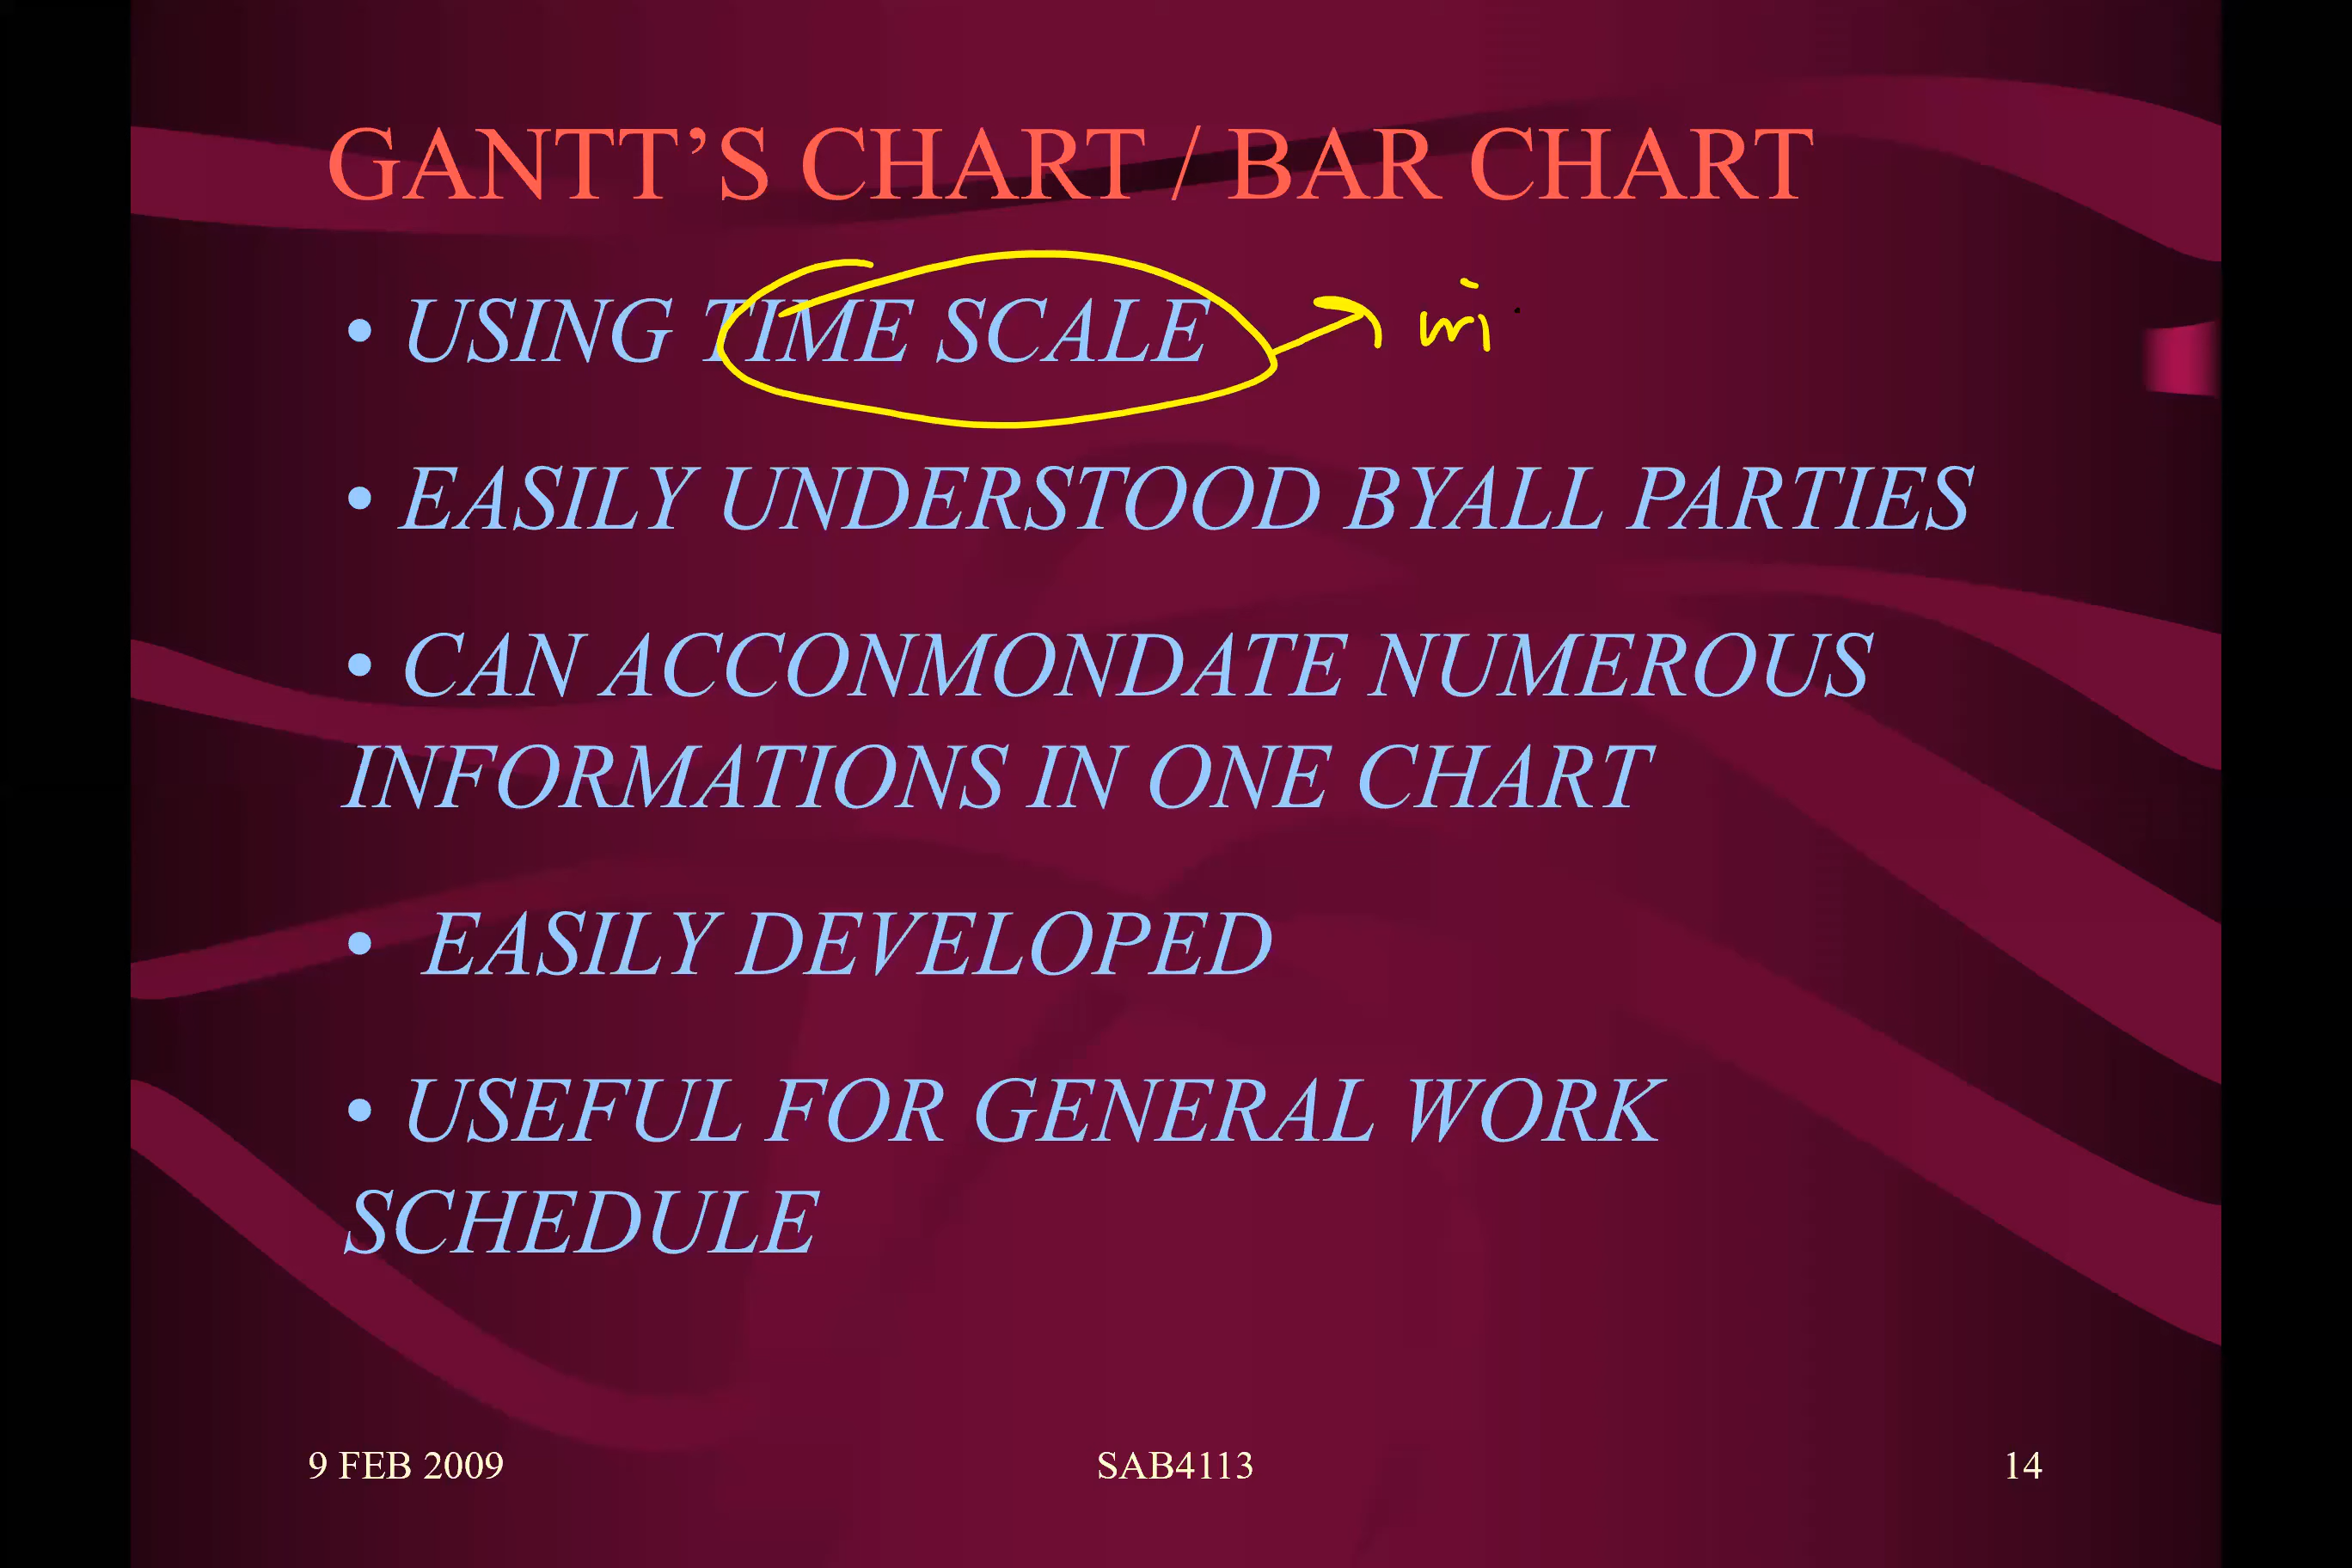 GANTT’S CHART / BAR CHART
• USING TIME SCALE
• EASILY UNDERSTOOD BYALL PARTIES
• CAN ACCONMONDATE NUMEROUS
INFORMATIONS IN ONE CHART
• EASILY DEVELOPED
• USEFUL FOR GENERAL WORK
SCHEDULE
9 FEB 2009 SAB4113 14